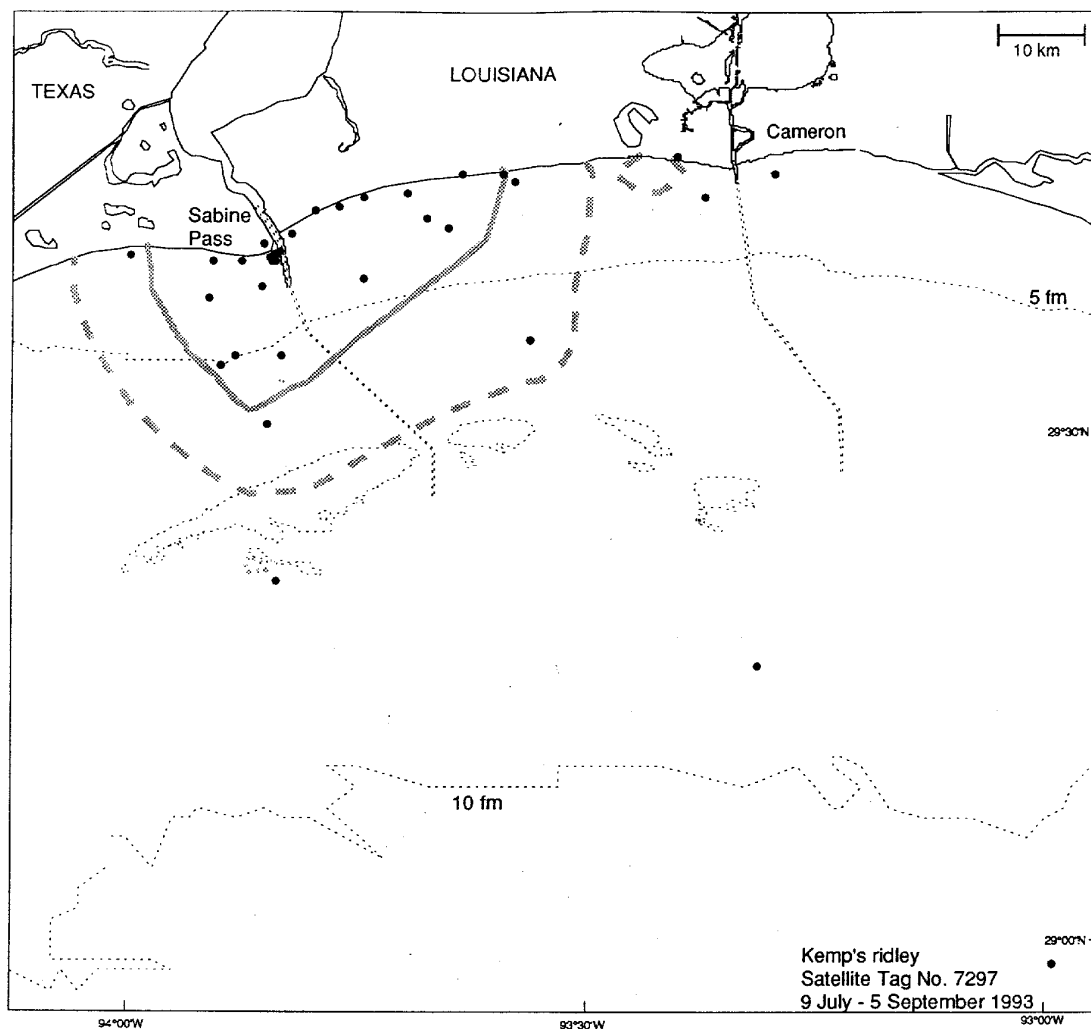 10 km
TEXAS
LOUISIANA
Cameron
Sabine
Pass
5 fm
29°30'N
10 fm
29°00'N
Kemp's ridley
Satellite Tag No. 7297
9 July - 5 September 1993
94°00'W
93°30'W
93°00'W